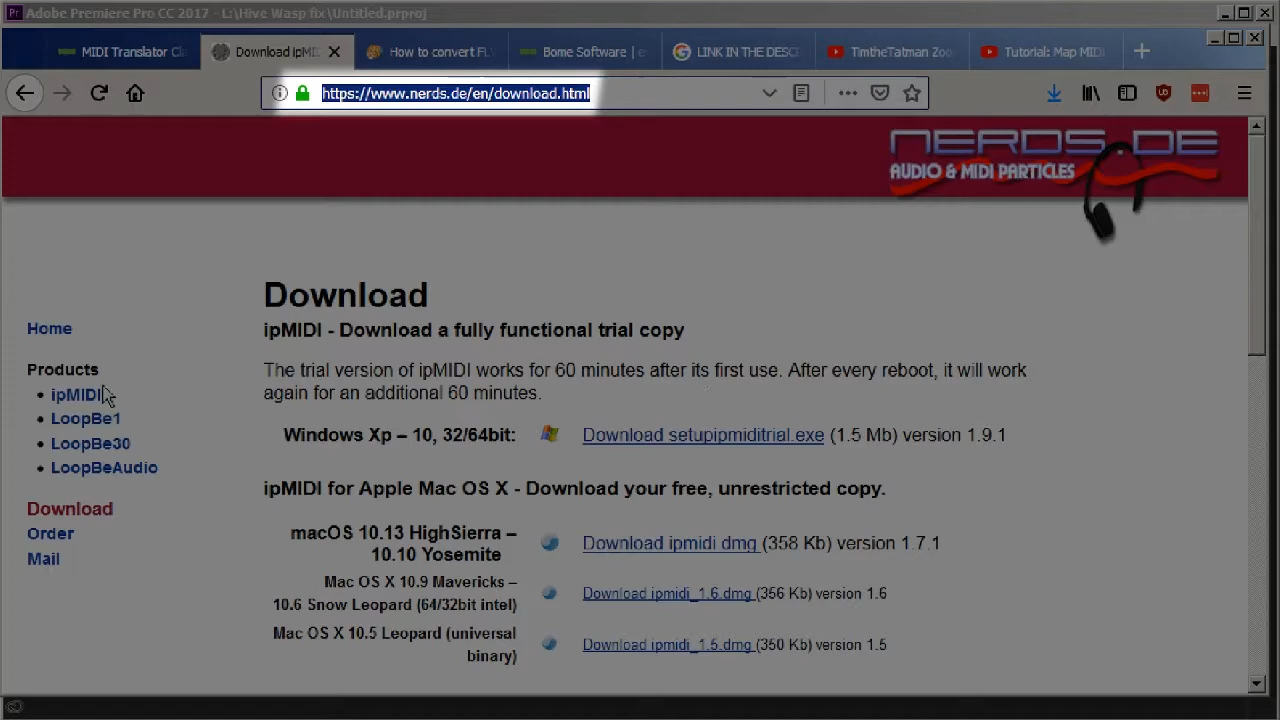 Adobe Premiere Pro CC 2017 - L:\Hive Wasp fix\Untitled.prproj
MIDI Translator Cla
Download ipMI
How to convert FL
Bome Software | e
LINK IN THE DESC
TimtheTatman Zoo
Tutorial: Map MIDI
https://www.nerds.de/en/download.html
NERDS.DE
AUDIO & MIDI PARTICLES
Download
ipMIDI - Download a fully functional trial copy
Home
The trial version of ipMIDI works for 60 minutes after its first use. After every reboot, it will work
again for an additional 60 minutes.
Products
ipMIDI
LoopBe1
LoopBe30
LoopBeAudio
Download
Order
Mail
Windows Xp – 10, 32/64bit: Download setupipmiditrial.exe (1.5 Mb) version 1.9.1
ipMIDI for Apple Mac OS X - Download your free, unrestricted copy.
macOS 10.13 HighSierra –
10.10 Yosemite
Download ipmidi dmg (358 Kb) version 1.7.1
Mac OS X 10.9 Mavericks –
10.6 Snow Leopard (64/32bit intel)
Download ipmidi_1.6.dmg (356 Kb) version 1.6
Mac OS X 10.5 Leopard (universal
binary)
Download ipmidi_1.5.dmg (350 Kb) version 1.5